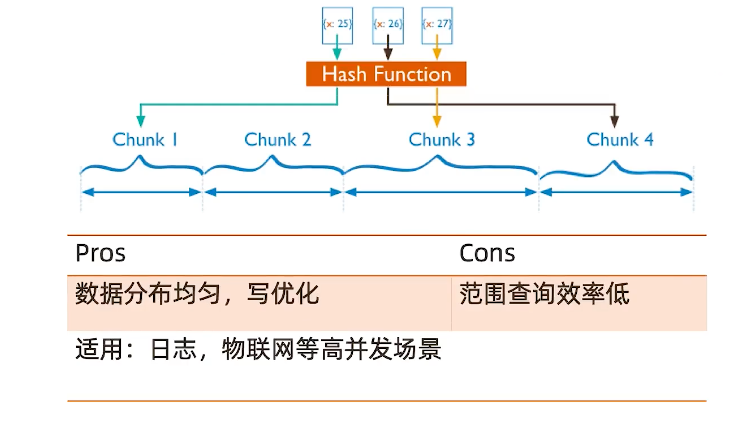 {x: 25} {x: 26} {x: 27}
Hash Function
Chunk 1 Chunk 2 Chunk 3 Chunk 4
Pros Cons
数据分布均匀，写优化 范围查询效率低
适用：日志，物联网等高并发场景